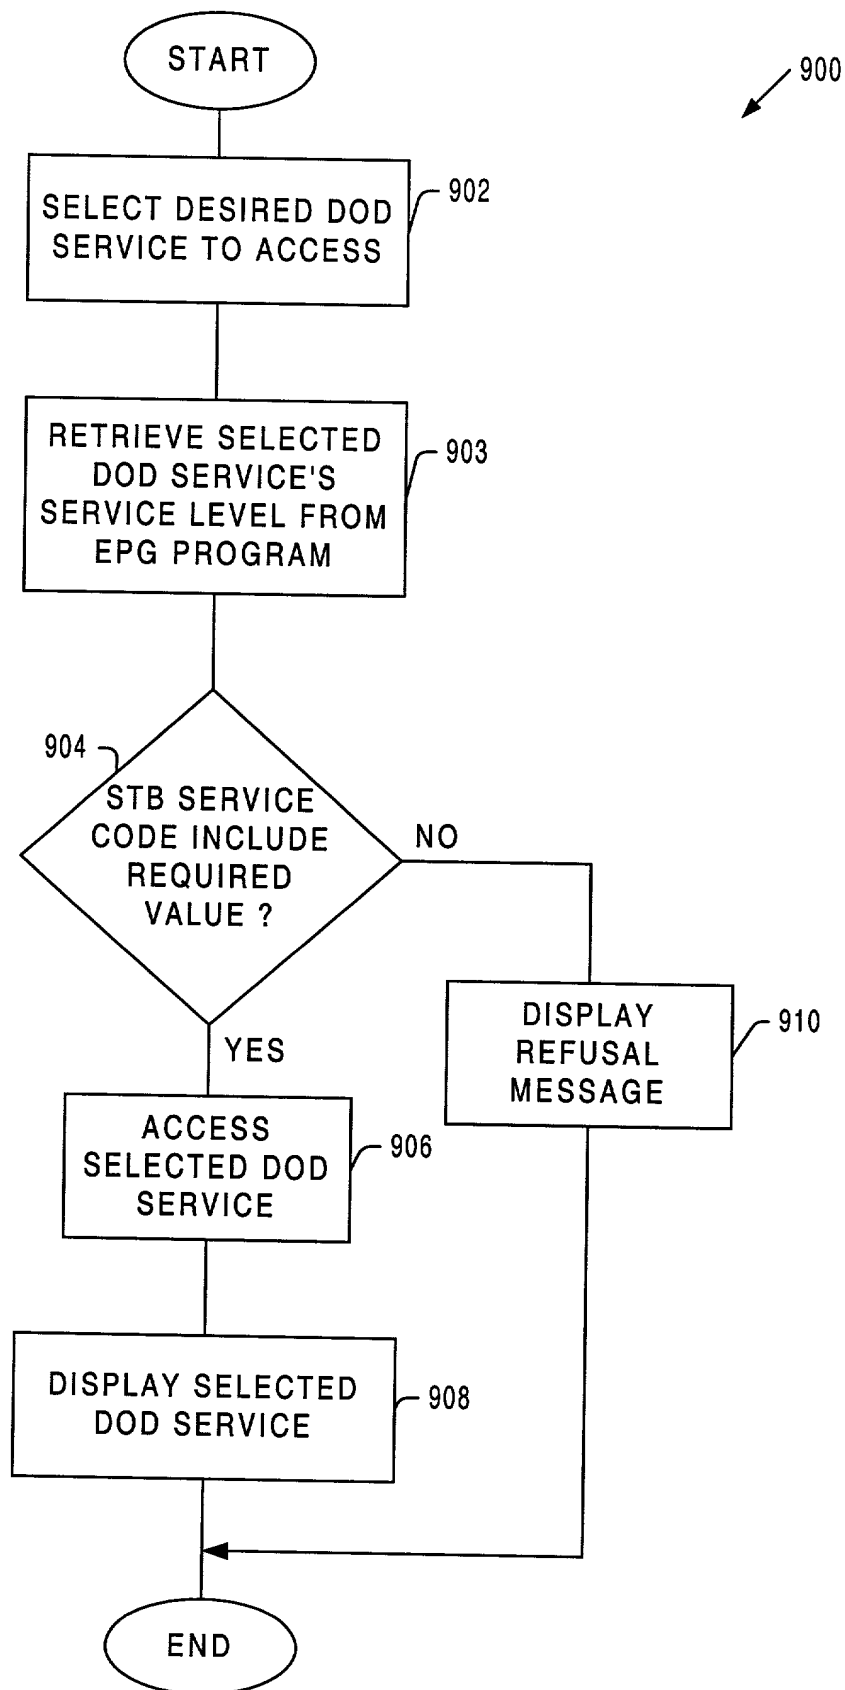 START
900
SELECT DESIRED DOD
SERVICE TO ACCESS
902
RETRIEVE SELECTED
DOD SERVICE'S
SERVICE LEVEL FROM
EPG PROGRAM
903
904
STB SERVICE
CODE INCLUDE
REQUIRED
VALUE ?
NO
YES
DISPLAY
REFUSAL
MESSAGE
910
ACCESS
SELECTED DOD
SERVICE
906
DISPLAY SELECTED
DOD SERVICE
908
END